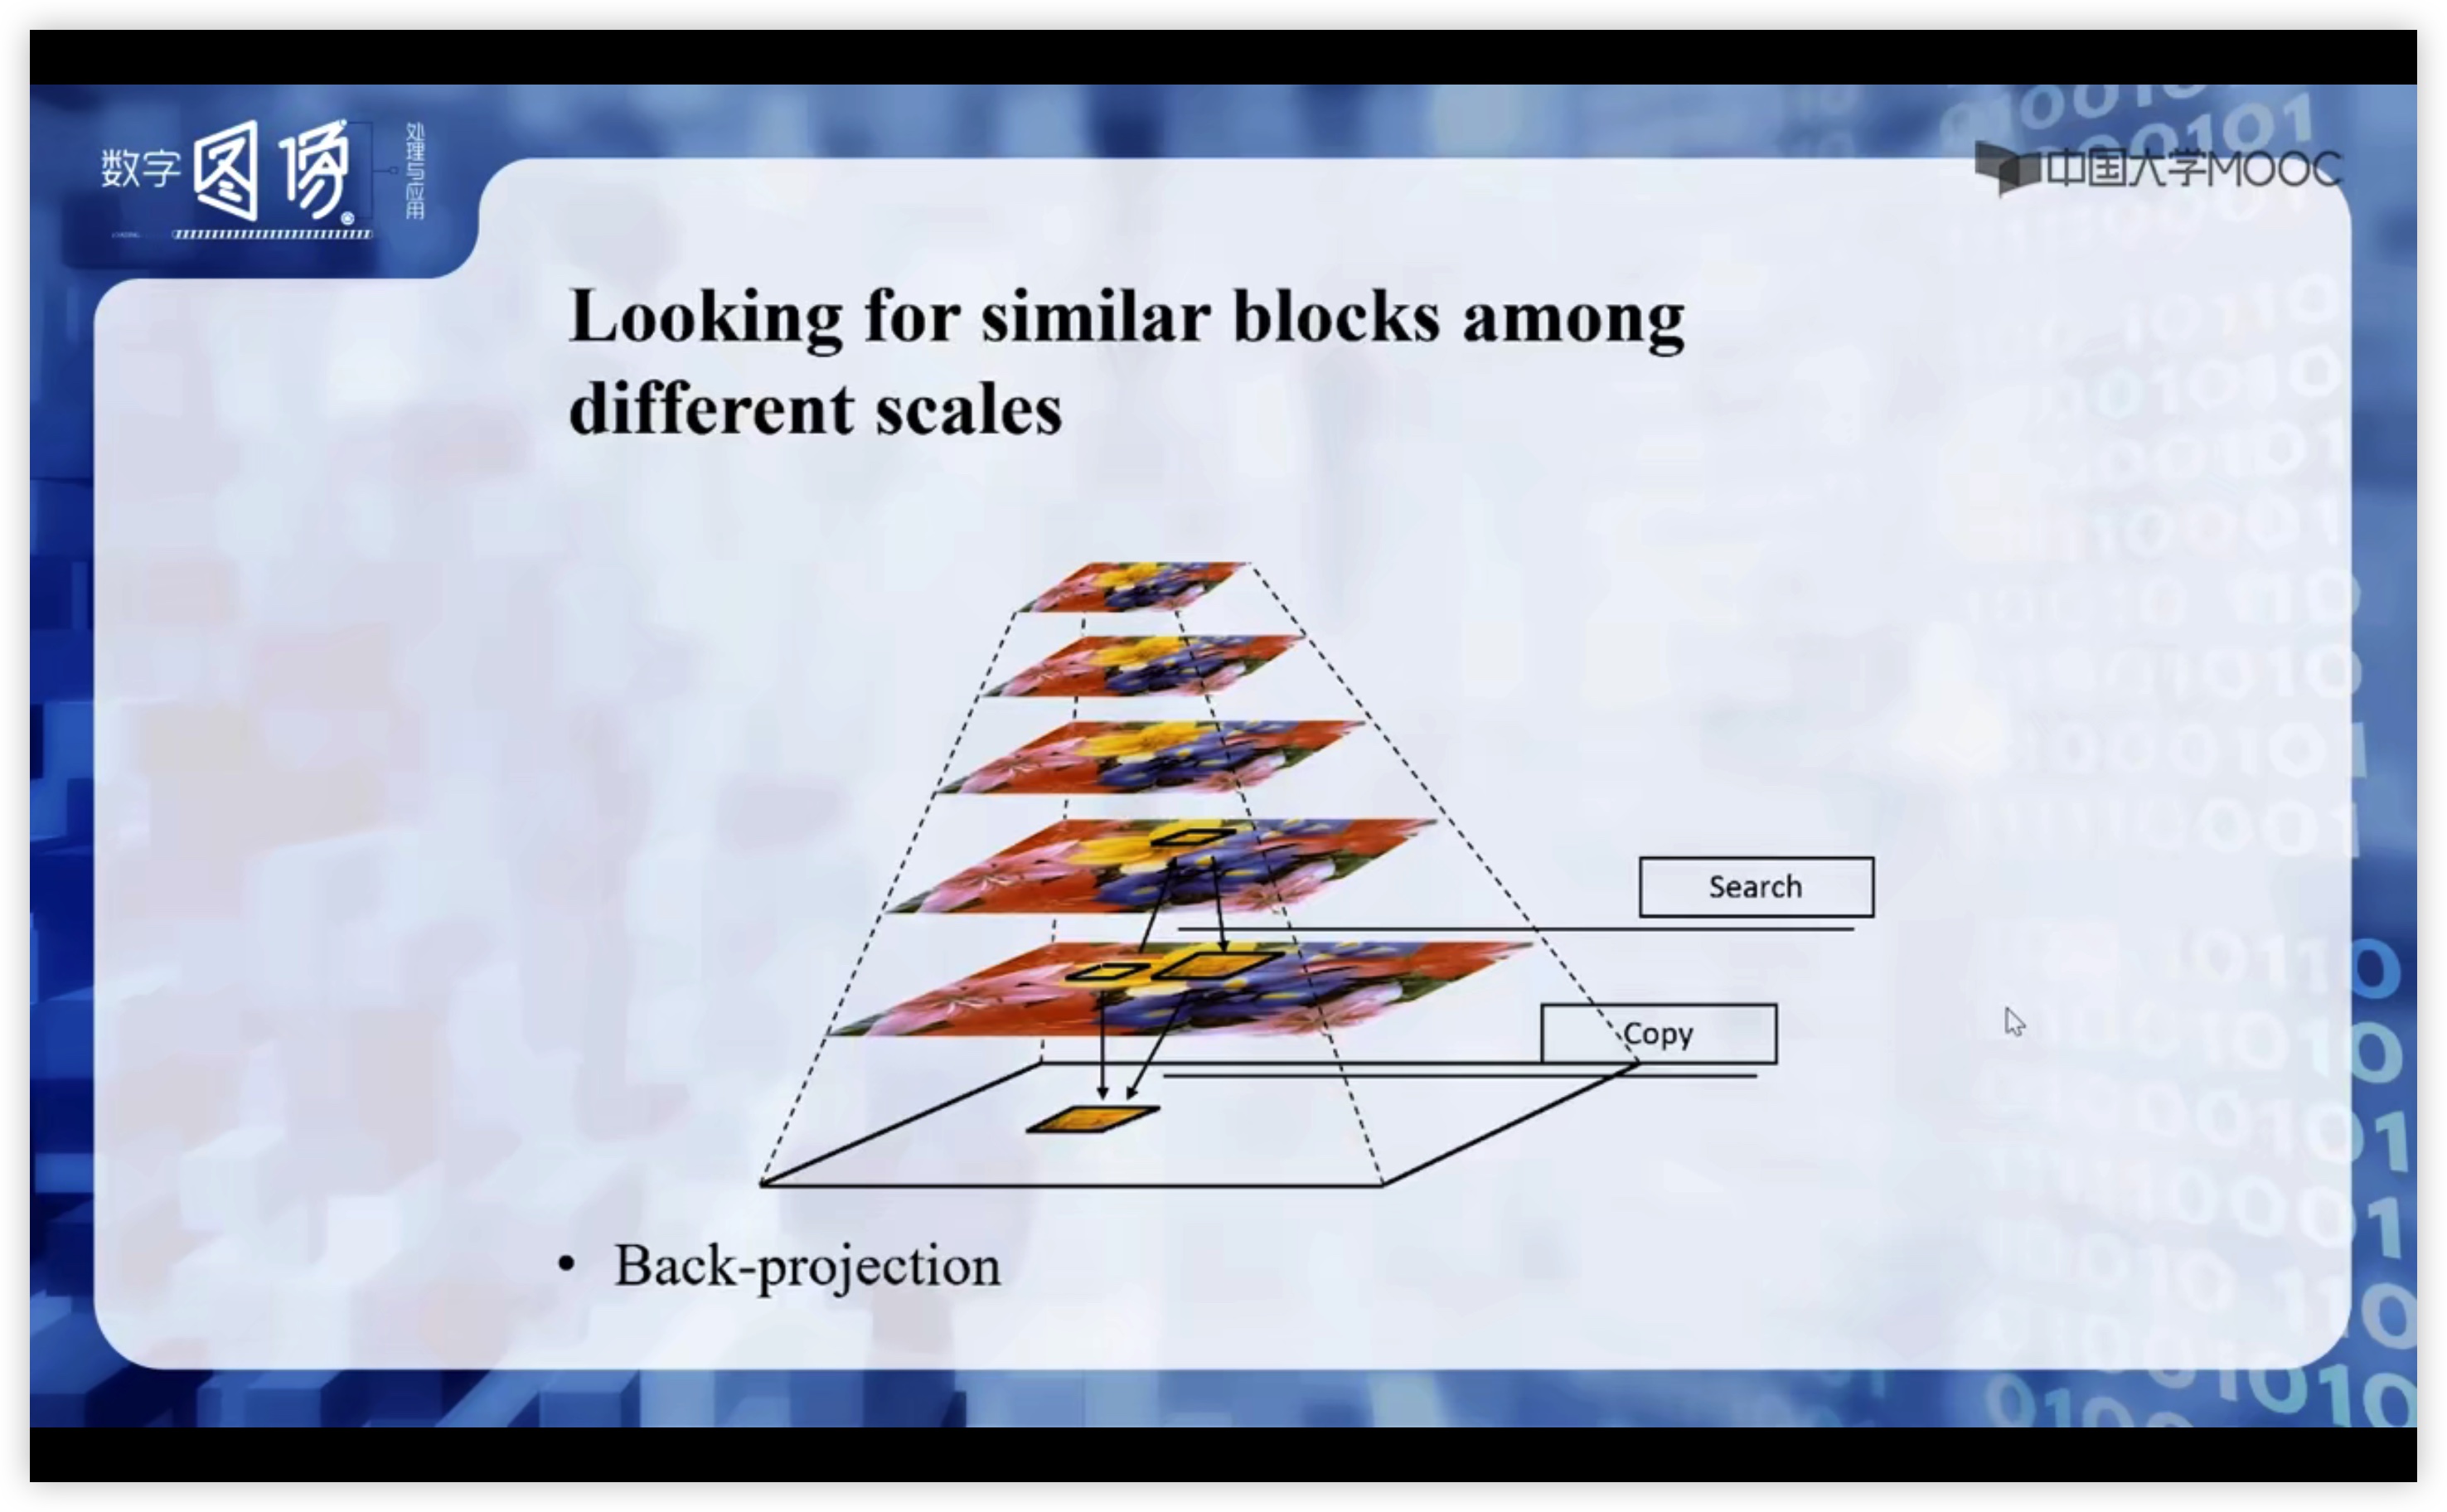 数字图像
处理与应用
中国大学MOOC
Looking for similar blocks among
different scales
Search
Copy
• Back-projection